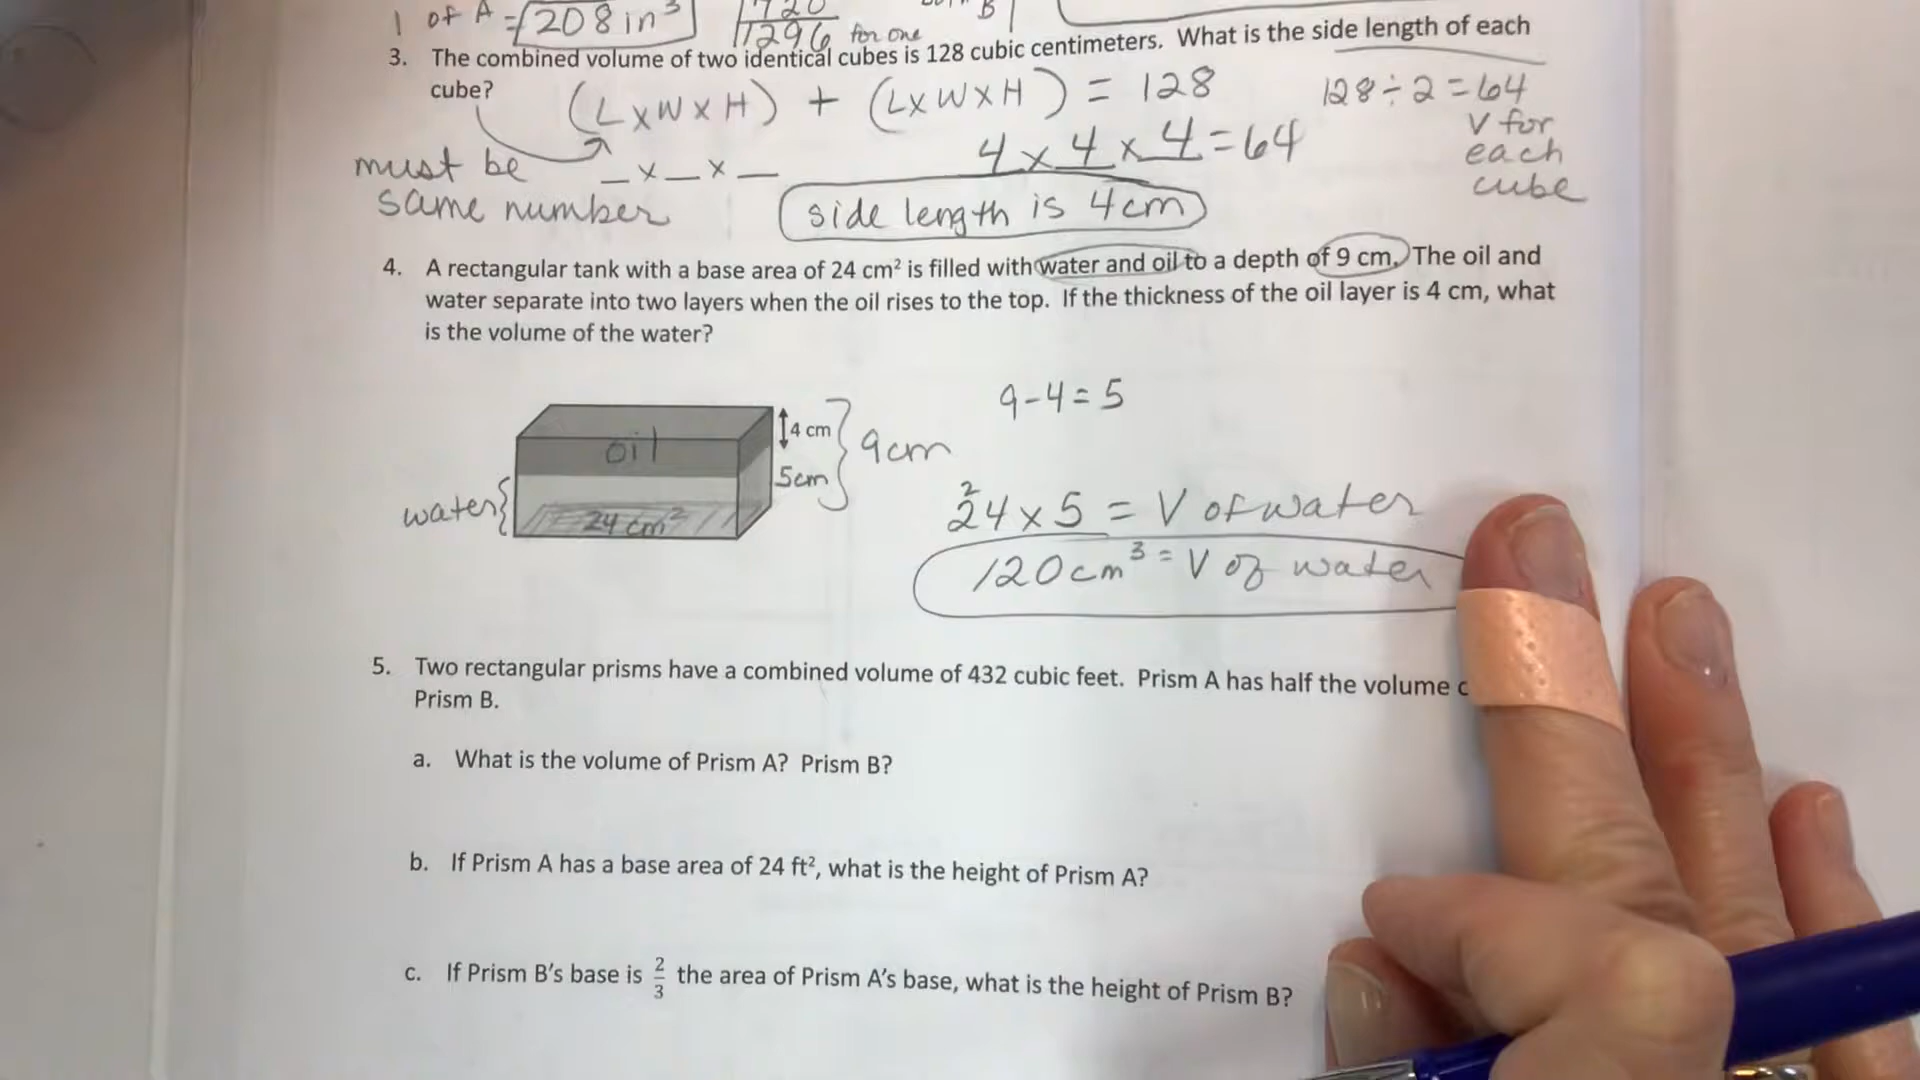 1 of A = 208 in³ 720 B
1296 for one
3. The combined volume of two identical cubes is 128 cubic centimeters. What is the side length of each
cube? (L x W x H) + (L x W x H) = 128 128 ÷ 2 = 64
V for
each
cube
must be _ x _ x _ 4 x 4 x 4 = 64
same number side length is 4cm
4. A rectangular tank with a base area of 24 cm² is filled with water and oil to a depth of 9 cm. The oil and
water separate into two layers when the oil rises to the top. If the thickness of the oil layer is 4 cm, what
is the volume of the water?
9-4=5
oil 4 cm 9cm
5cm
water 24 cm²
2
24 x 5 = V of water
120cm³ = V of water
5. Two rectangular prisms have a combined volume of 432 cubic feet. Prism A has half the volume
Prism B.
a. What is the volume of Prism A? Prism B?
b. If Prism A has a base area of 24 ft², what is the height of Prism A?
c. If Prism B's base is 2/3 the area of Prism A's base, what is the height of Prism B?